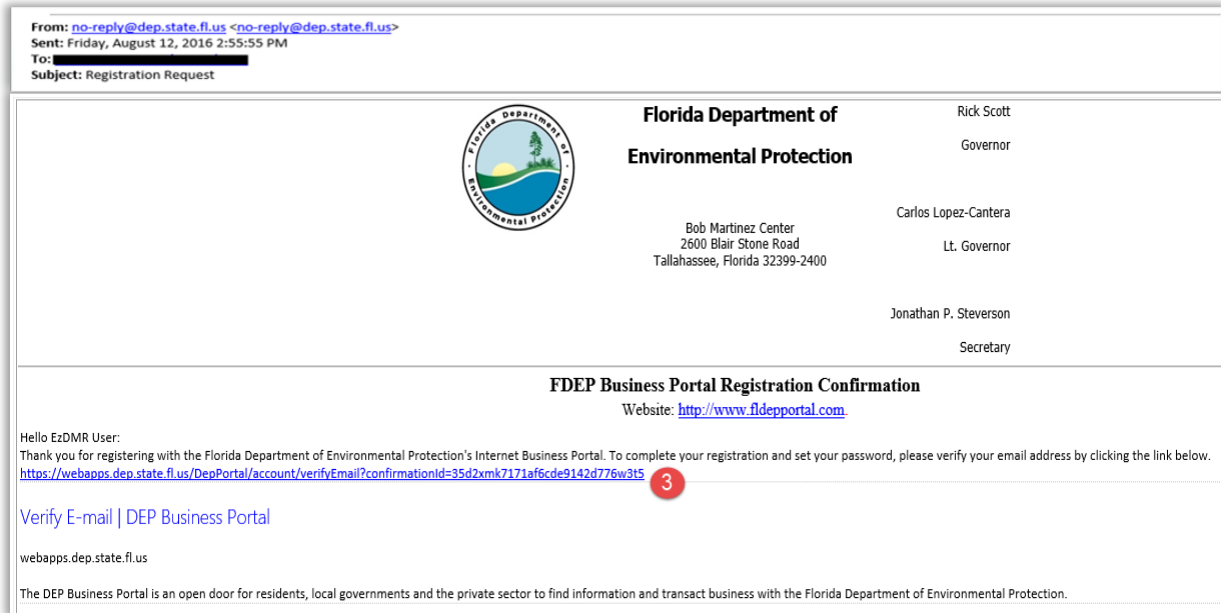 From: no-reply@dep.state.fl.us <no-reply@dep.state.fl.us>
Sent: Friday, August 12, 2016 2:55:55 PM
To:
Subject: Registration Request
Florida Department of Environmental Protection
Florida Department of
Environmental Protection
Bob Martinez Center
2600 Blair Stone Road
Tallahassee, Florida 32399-2400
Rick Scott
Governor
Carlos Lopez-Cantera
Lt. Governor
Jonathan P. Steverson
Secretary
FDEP Business Portal Registration Confirmation
Website: http://www.fldepportal.com.
Hello EzDMR User:
Thank you for registering with the Florida Department of Environmental Protection's Internet Business Portal. To complete your registration and set your password, please verify your email address by clicking the link below.
https://webapps.dep.state.fl.us/DepPortal/account/verifyEmail?confirmationId=35d2xmk7171af6cde9142d776w3t5
3
Verify E-mail | DEP Business Portal
webapps.dep.state.fl.us
The DEP Business Portal is an open door for residents, local governments and the private sector to find information and transact business with the Florida Department of Environmental Protection.